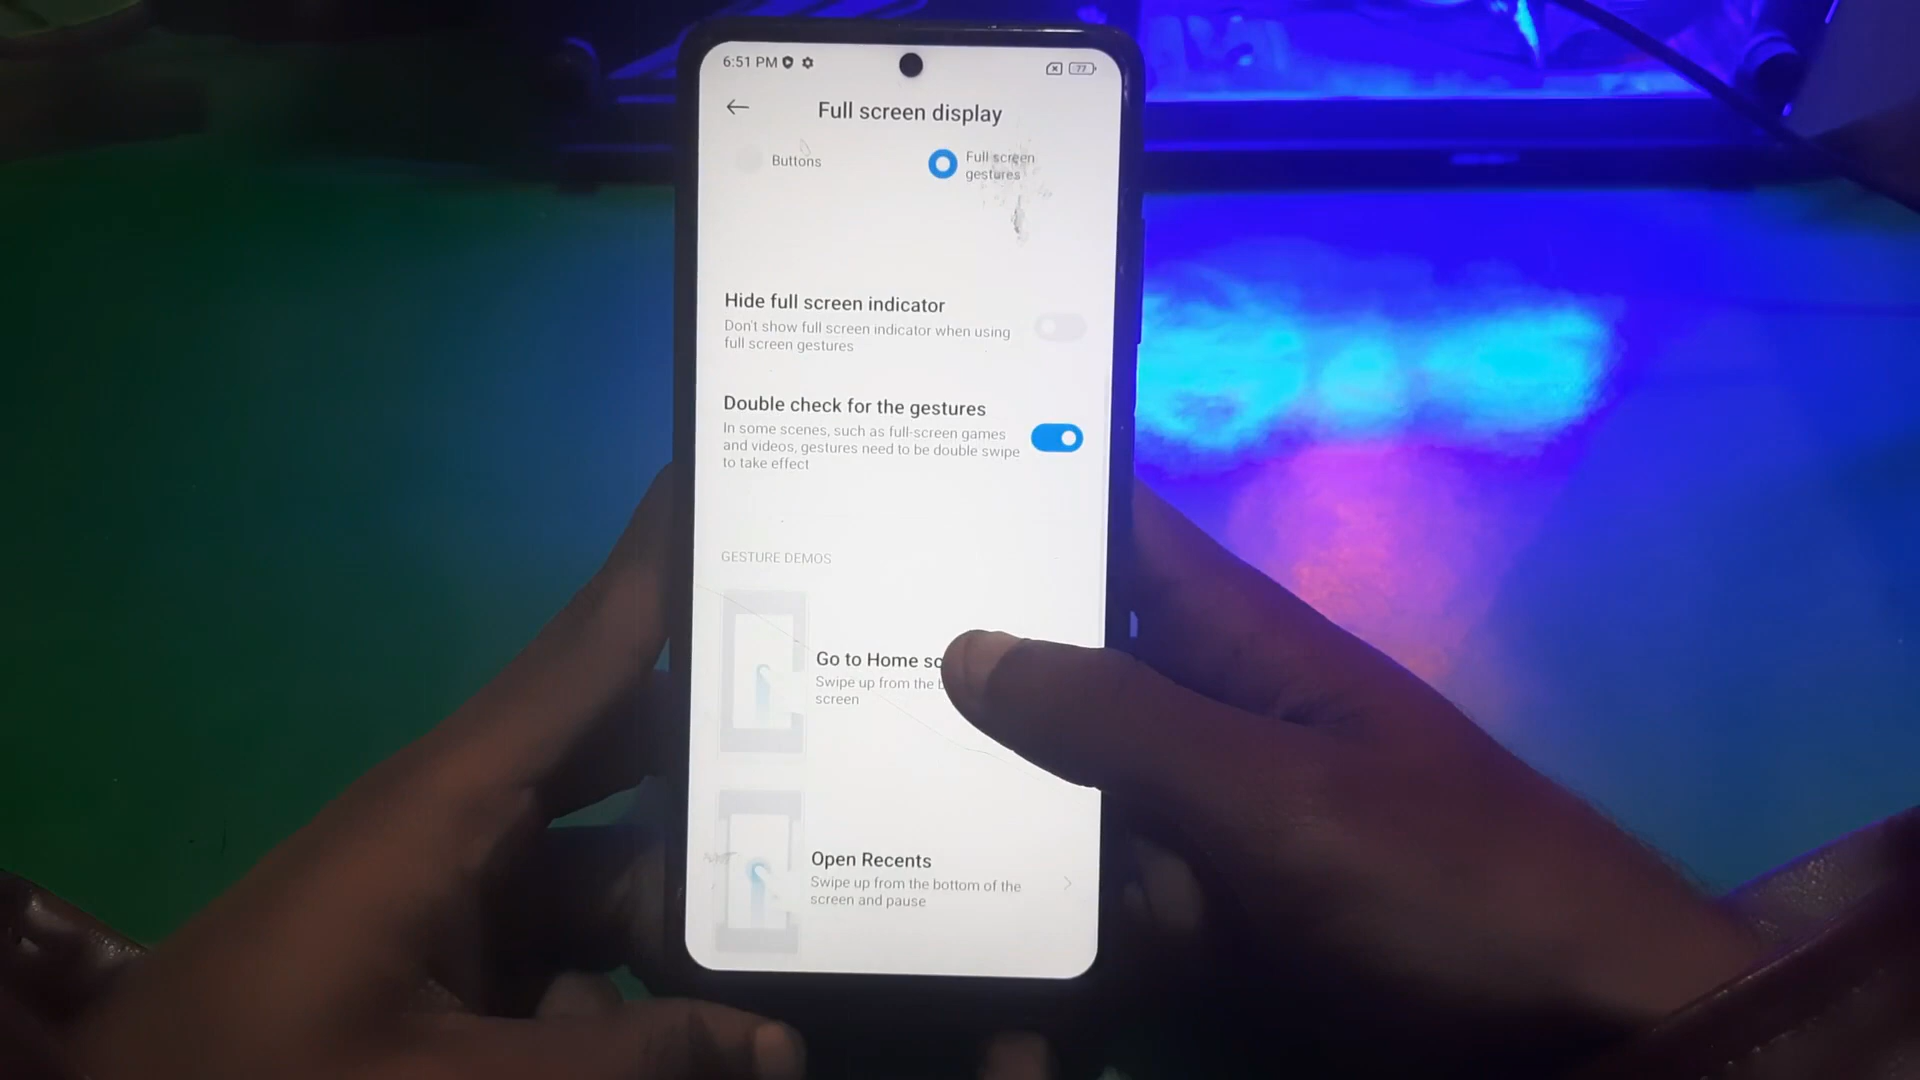 6:51 PM
77
Full screen display
Buttons
Full screen
gestures
Hide full screen indicator
Don't show full screen indicator when using
full screen gestures
Double check for the gestures
In some scenes, such as full-screen games
and videos, gestures need to be double swipe
to take effect
GESTURE DEMOS
Go to Home
Swipe up from the
screen
Open Recents
Swipe up from the bottom of the
screen and pause